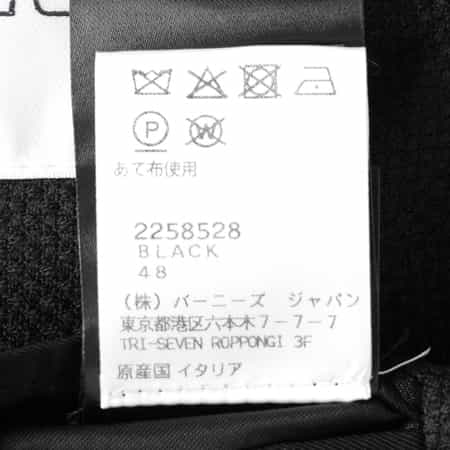 P W
あて布使用
2258528
BLACK
48
(株) バーニーズ ジャパン
東京都港区六本木7-7-7
TRI-SEVEN ROPPONGI 3F
原産国 イタリア